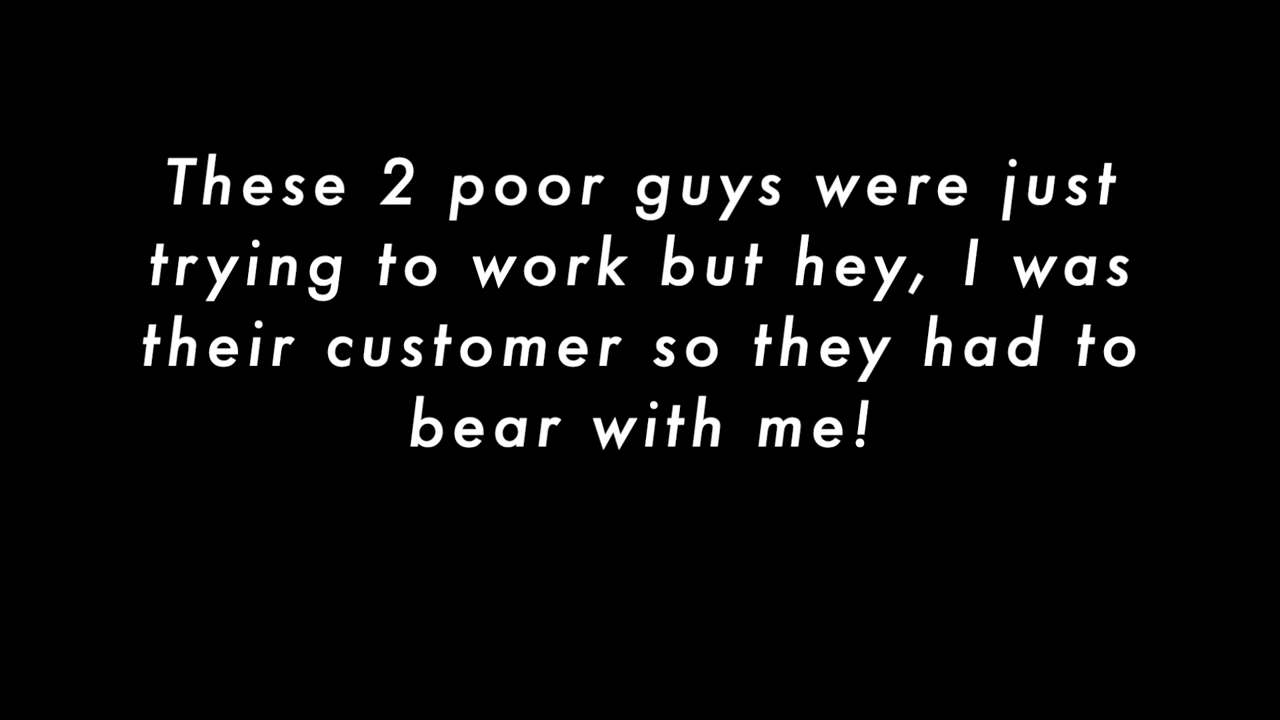 These 2 poor guys were just
trying to work but hey, I was
their customer so they had to
bear with me!